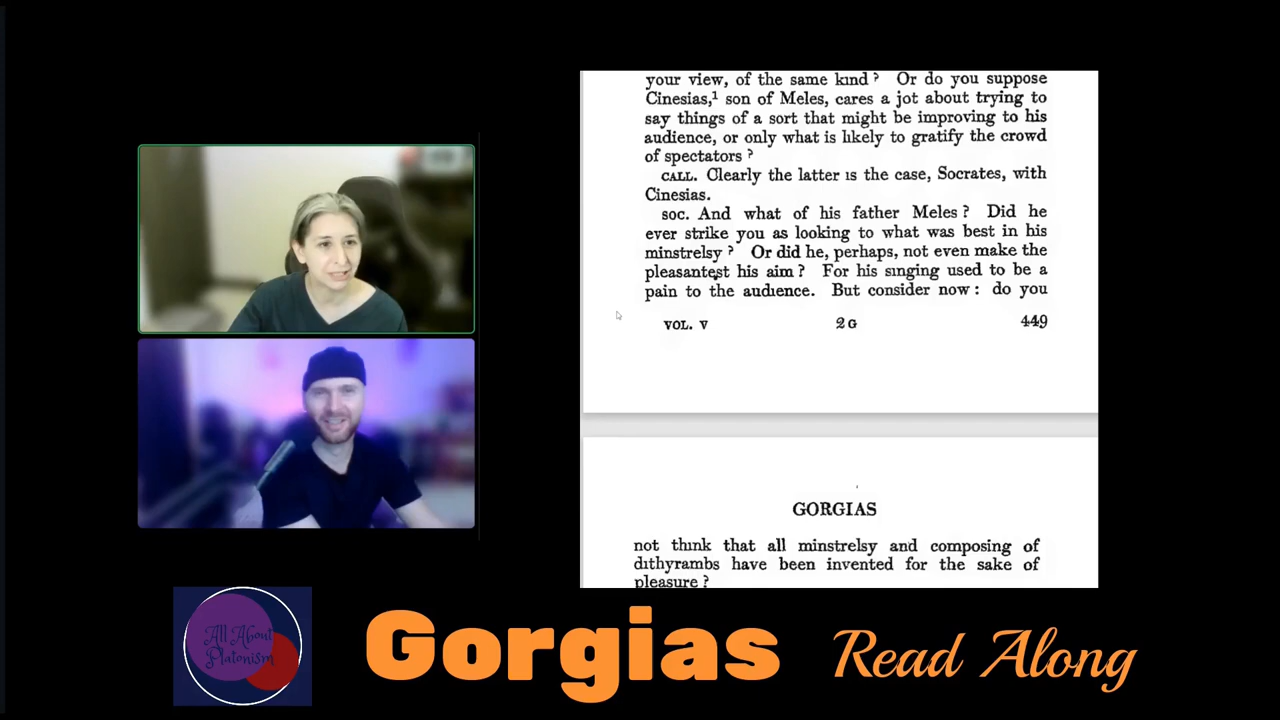 your view, of the same kind? Or do you suppose
Cinesias,¹ son of Meles, cares a jot about trying to
say things of a sort that might be improving to his
audience, or only what is likely to gratify the crowd
of spectators?
CALL. Clearly the latter is the case, Socrates, with
Cinesias.
SOC. And what of his father Meles? Did he
ever strike you as looking to what was best in his
minstrelsy? Or did he, perhaps, not even make the
pleasantest his aim? For his singing used to be a
pain to the audience. But consider now: do you
VOL. V 2 G 449
GORGIAS
not think that all minstrelsy and composing of
dithyrambs have been invented for the sake of
pleasure?
All About
Platonism
Gorgias Read Along